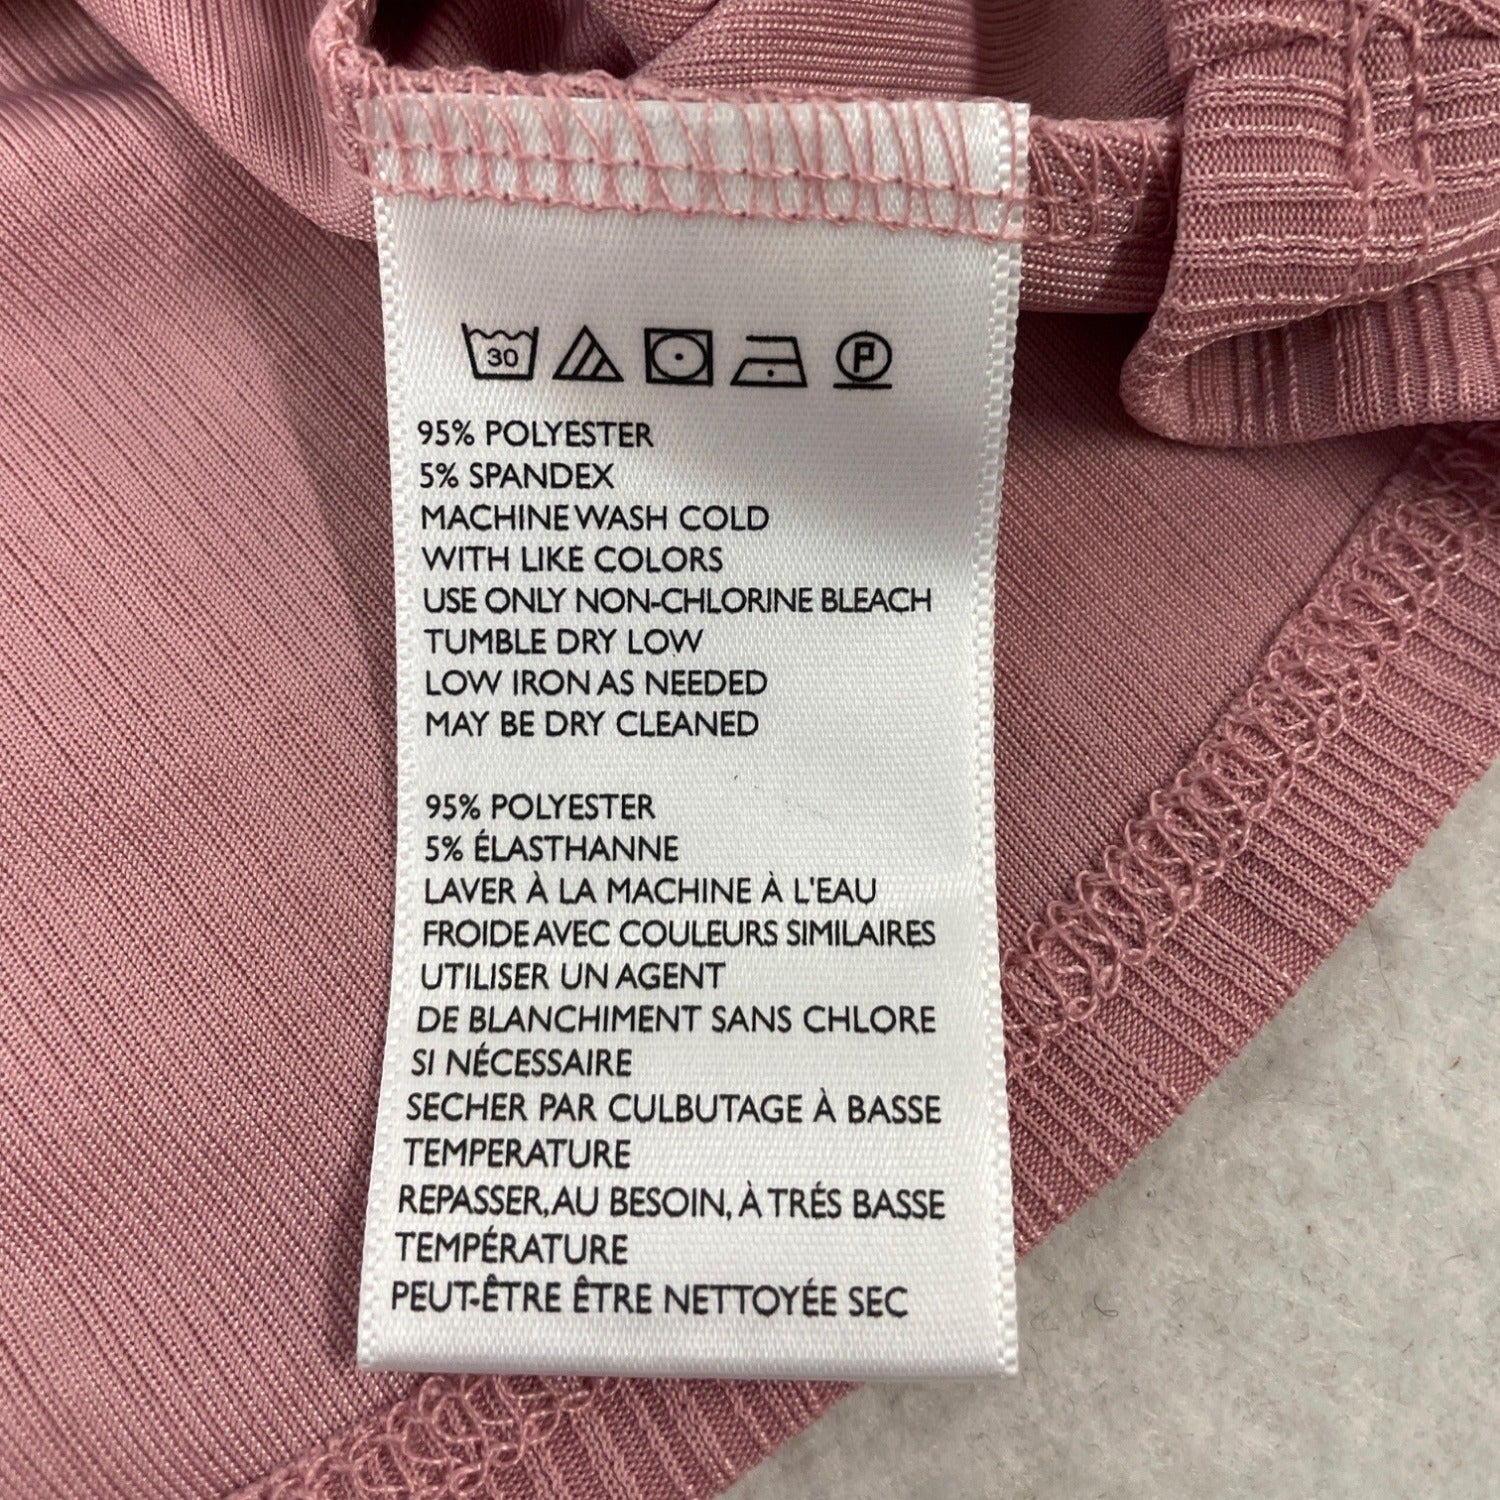 30 P
95% POLYESTER
5% SPANDEX
MACHINE WASH COLD
WITH LIKE COLORS
USE ONLY NON-CHLORINE BLEACH
TUMBLE DRY LOW
LOW IRON AS NEEDED
MAY BE DRY CLEANED
95% POLYESTER
5% ÉLASTHANNE
LAVER À LA MACHINE À L'EAU
FROIDE AVEC COULEURS SIMILAIRES
UTILISER UN AGENT
DE BLANCHIMENT SANS CHLORE
SI NÉCESSAIRE
SECHER PAR CULBUTAGE À BASSE
TEMPERATURE
REPASSER, AU BESOIN, À TRÉS BASSE
TEMPÉRATURE
PEUT-ÊTRE ÊTRE NETTOYÉE SEC